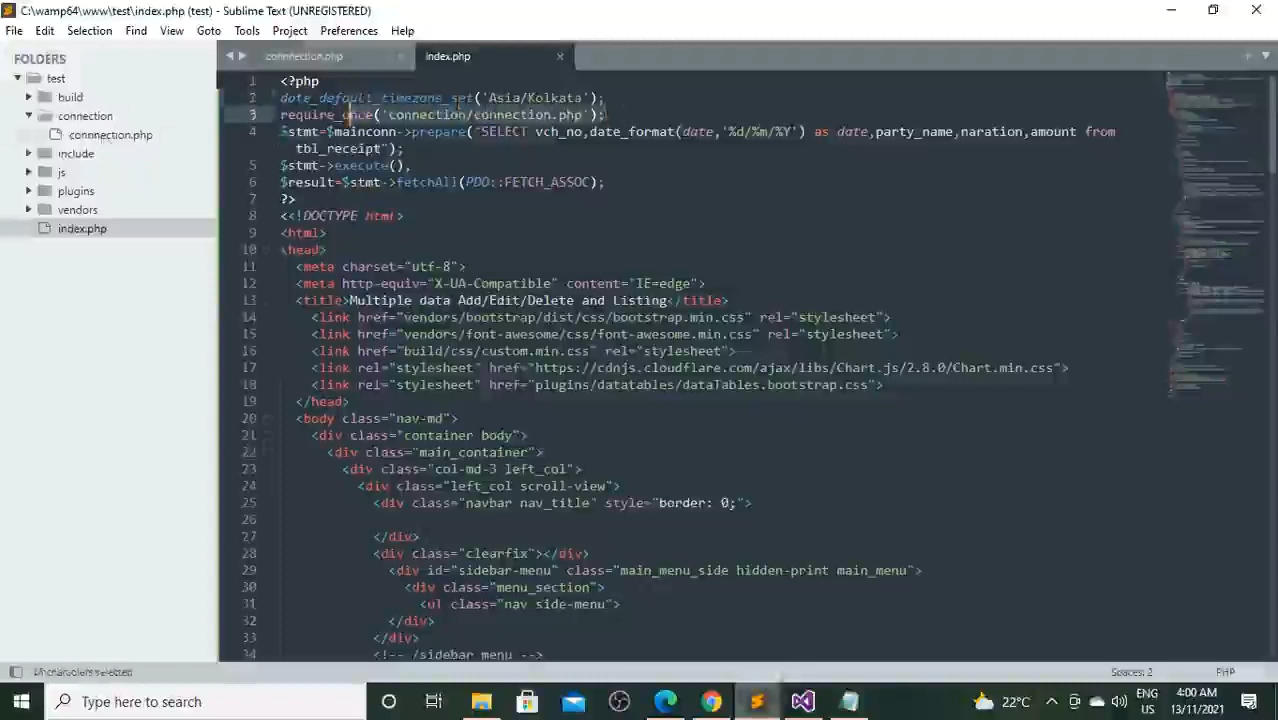 C:\wamp64\www\test\index.php (test) - Sublime Text (UNREGISTERED)
File Edit Selection Find View Goto Tools Project Preferences Help
FOLDERS
test
build
connection
connnection.php
include
js
plugins
vendors
index.php
connnection.php
index.php
1 <?php
2 date_default_timezone_set('Asia/Kolkata');
3 require_once('connection/connection.php');
4 $stmt=$mainconn->prepare("SELECT vch_no,date_format(date,'%d/%m/%Y') as date,party_name,naration,amount from
tbl_receipt");
5 $stmt->execute();
6 $result=$stmt->fetchAll(PDO::FETCH_ASSOC);
7 ?>
8 <<!DOCTYPE html>
9 <html>
10 <head>
11 <meta charset="utf-8">
12 <meta http-equiv="X-UA-Compatible" content="IE=edge">
13 <title>Multiple data Add/Edit/Delete and Listing</title>
14 <link href="vendors/bootstrap/dist/css/bootstrap.min.css" rel="stylesheet">
15 <link href="vendors/font-awesome/css/font-awesome.min.css" rel="stylesheet">
16 <link href="build/css/custom.min.css" rel="stylesheet">
17 <link rel="stylesheet" href="https://cdnjs.cloudflare.com/ajax/libs/Chart.js/2.8.0/Chart.min.css">
18 <link rel="stylesheet" href="plugins/datatables/dataTables.bootstrap.css">
19 </head>
20 <body class="nav-md">
21 <div class="container body">
22 <div class="main_container">
23 <div class="col-md-3 left_col">
24 <div class="left_col scroll-view">
25 <div class="navbar nav_title" style="border: 0;">
26
27 </div>
28 <div class="clearfix"></div>
29 <div id="sidebar-menu" class="main_menu_side hidden-print main_menu">
30 <div class="menu_section">
31 <ul class="nav side-menu">
32 </div>
33 </div>
34 <!-- /sidebar menu -->
characters selected
Spaces: 2
PHP
Type here to search
22°C
ENG
US
4:00 AM
13/11/2021